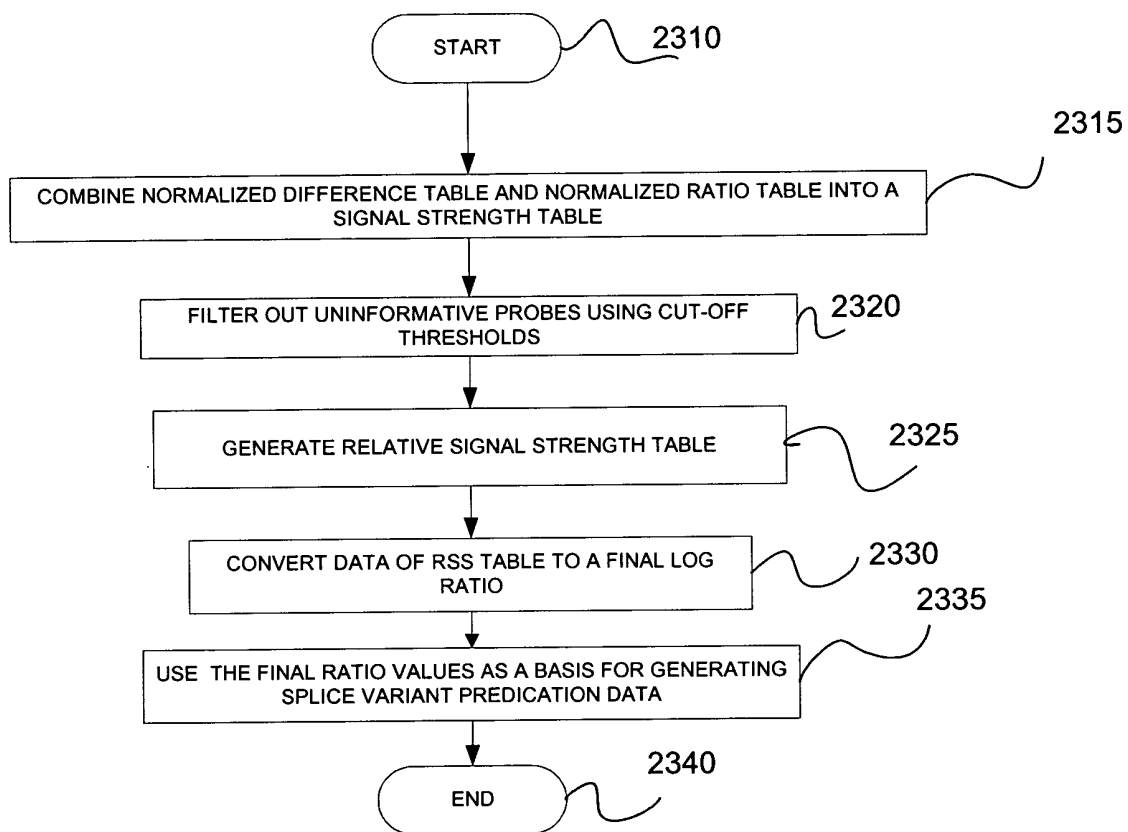 START
2310
2315
COMBINE NORMALIZED DIFFERENCE TABLE AND NORMALIZED RATIO TABLE INTO A
SIGNAL STRENGTH TABLE
FILTER OUT UNINFORMATIVE PROBES USING CUT-OFF
THRESHOLDS
2320
GENERATE RELATIVE SIGNAL STRENGTH TABLE
2325
CONVERT DATA OF RSS TABLE TO A FINAL LOG
RATIO
2330
2335
USE THE FINAL RATIO VALUES AS A BASIS FOR GENERATING
SPLICE VARIANT PREDICATION DATA
END
2340